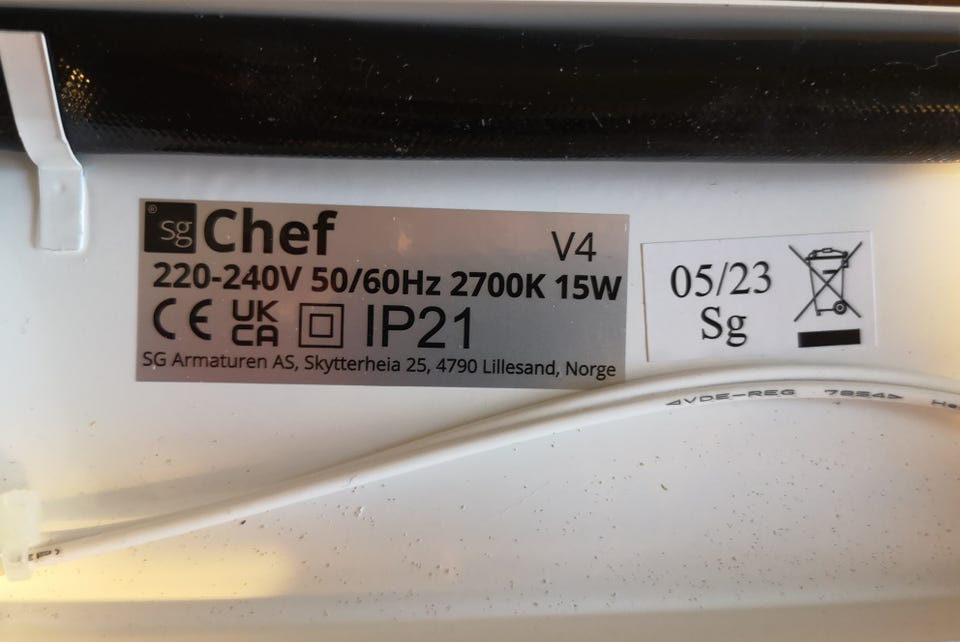 ® sg Chef V4
220-240V 50/60Hz 2700K 15W
CE UK CA IP21
SG Armaturen AS, Skytterheia 25, 4790 Lillesand, Norge
05/23
Sg
◁VDE-REG 7854▷